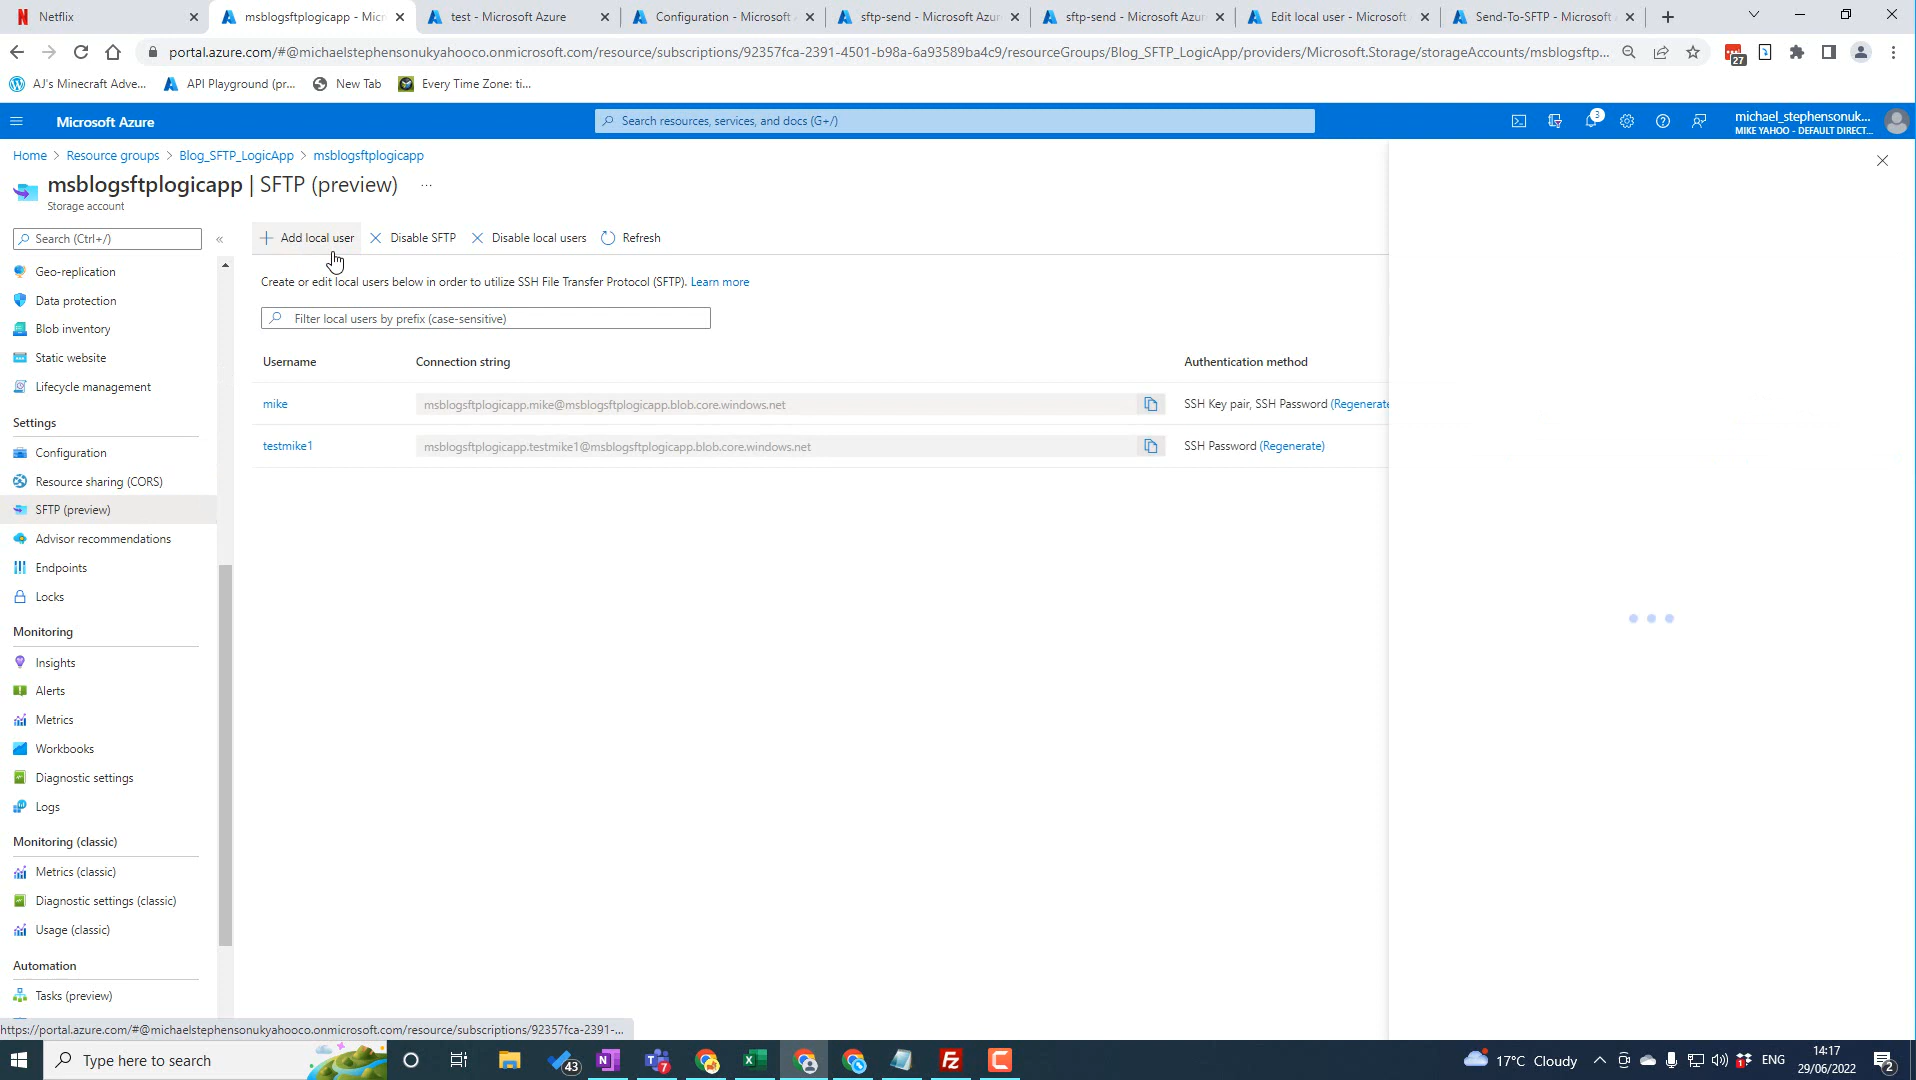 Netflix
msblogsftplogicapp - Micr
test - Microsoft Azure
Configuration - Microsoft
sftp-send - Microsoft Azur
sftp-send - Microsoft Azur
Edit local user - Microsoft
Send-To-SFTP - Microsoft
portal.azure.com/#@michaelstephensonukyahooco.onmicrosoft.com/resource/subscriptions/92357fca-2391-4501-b98a-6a93589ba4c9/resourceGroups/Blog_SFTP_LogicApp/providers/Microsoft.Storage/storageAccounts/msblogsftp...
27
AJ's Minecraft Adve...
API Playground (pr...
New Tab
Every Time Zone: ti...
Microsoft Azure
Search resources, services, and docs (G+/)
3
michael_stephensonuk...
MIKE YAHOO - DEFAULT DIRECT...
Home > Resource groups > Blog_SFTP_LogicApp > msblogsftplogicapp
msblogsftplogicapp | SFTP (preview) ...
Storage account
Search (Ctrl+/)
«
Add local user
Disable SFTP
Disable local users
Refresh
Create or edit local users below in order to utilize SSH File Transfer Protocol (SFTP). Learn more
Filter local users by prefix (case-sensitive)
Username
Connection string
Authentication method
mike
msblogsftplogicapp.mike@msblogsftplogicapp.blob.core.windows.net
SSH Key pair, SSH Password (Regenerate
testmike1
msblogsftplogicapp.testmike1@msblogsftplogicapp.blob.core.windows.net
SSH Password (Regenerate)
Geo-replication
Data protection
Blob inventory
Static website
Lifecycle management
Settings
Configuration
Resource sharing (CORS)
SFTP (preview)
Advisor recommendations
Endpoints
Locks
Monitoring
Insights
Alerts
Metrics
Workbooks
Diagnostic settings
Logs
Monitoring (classic)
Metrics (classic)
Diagnostic settings (classic)
Usage (classic)
Automation
Tasks (preview)
https://portal.azure.com/#@michaelstephensonukyahooco.onmicrosoft.com/resource/subscriptions/92357fca-2391-...
Type here to search
43
7
17°C Cloudy
ENG
14:17
29/06/2022
2